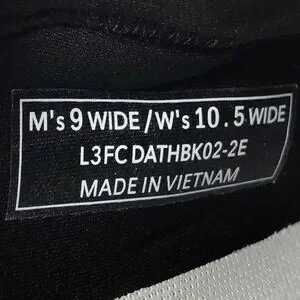 M's 9 WIDE / W's 10.5 WIDE
L3FC DATHBK02-2E
MADE IN VIETNAM